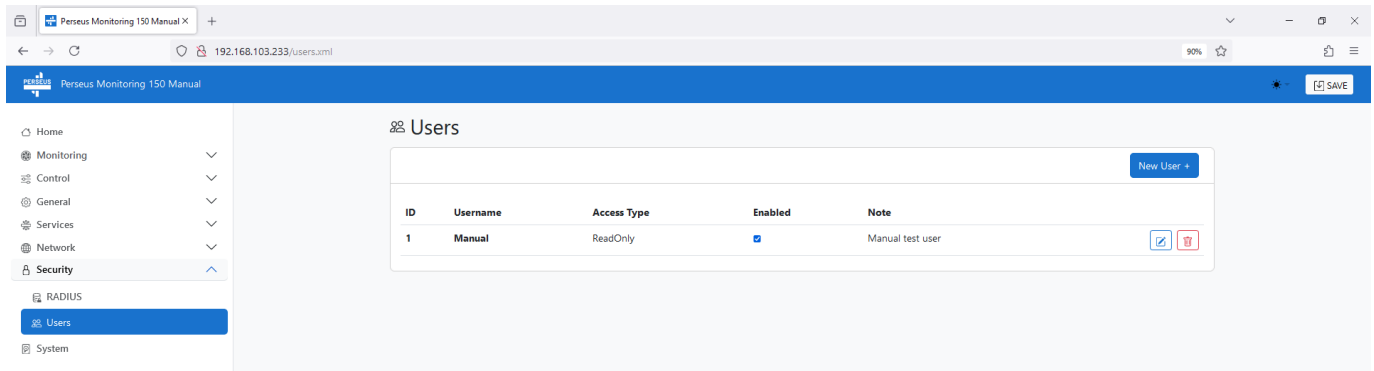 Perseus Monitoring 150 Manual
192.168.103.233/users.xml
90%
PERSEUS
Perseus Monitoring 150 Manual
SAVE
Home
Monitoring
Control
General
Services
Network
Security
RADIUS
Users
System
Users
New User +
ID Username Access Type Enabled Note
1 Manual ReadOnly Manual test user